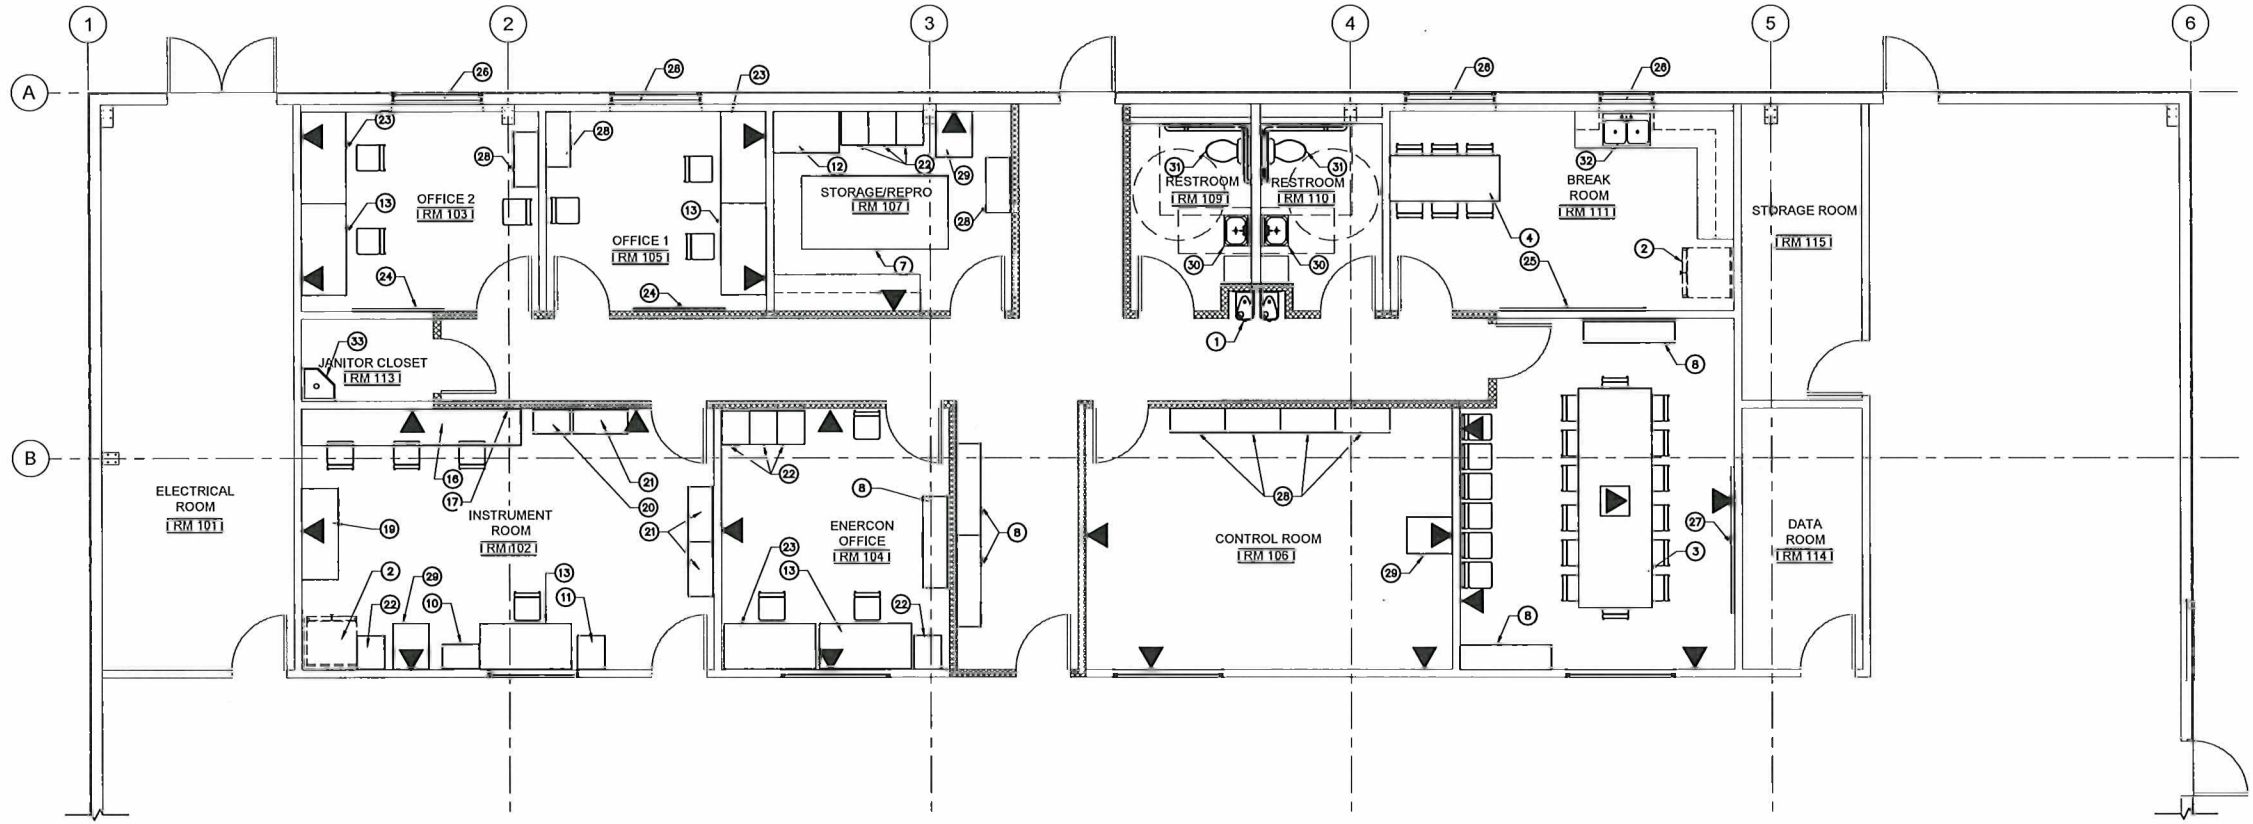 1
2
3
4
5
6
A
26
28
23
26
26
23
28
28
12
22
29
31
31
32
OFFICE 2
RM 103
13
13
OFFICE 1
RM 105
STORAGE/REPRO
RM 107
28
RESTROOM
RM 109
RESTROOM
RM 110
BREAK
ROOM
RM 111
STORAGE ROOM
RM 115
4
2
7
30
30
25
24
24
33
JANITOR CLOSET
RM 113
1
8
B
16
17
21
20
22
8
28
ELECTRICAL
ROOM
RM 101
19
INSTRUMENT
ROOM
RM 102
21
ENERCON
OFFICE
RM 104
8
CONTROL ROOM
RM 106
27
3
DATA
ROOM
RM 114
2
22
29
10
13
11
23
13
22
29
8